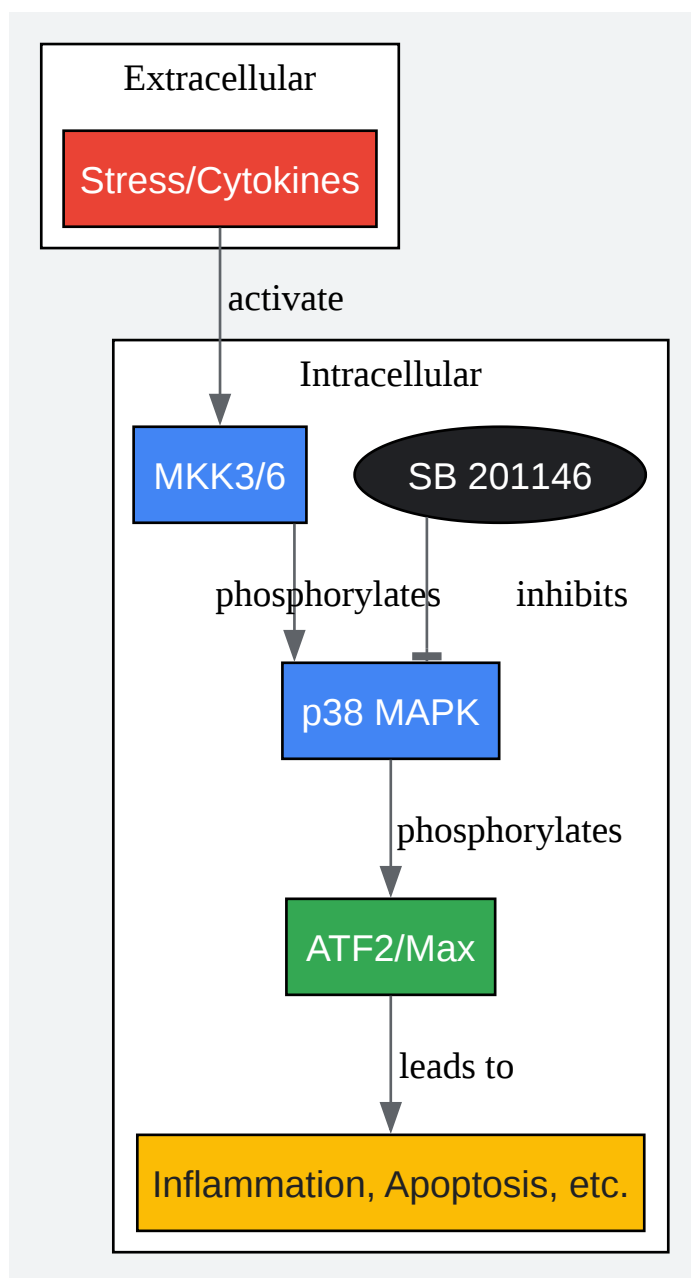 Extracellular
Stress/Cytokines
activate
Intracellular
MKK3/6
SB 201146
phosphorylates
inhibits
p38 MAPK
phosphorylates
ATF2/Max
leads to
Inflammation, Apoptosis, etc.